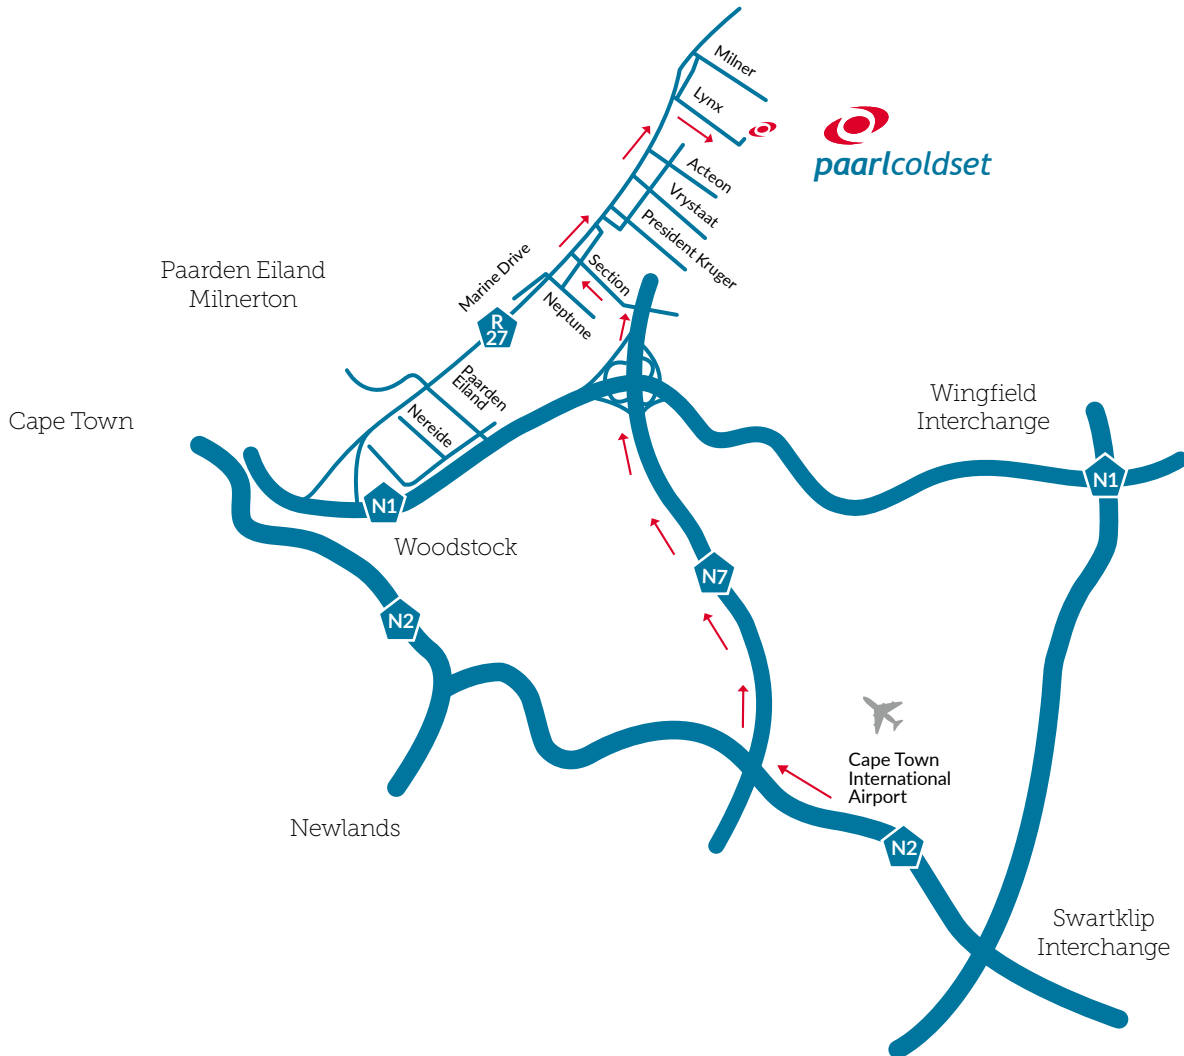 Milner
Lynx
paarlcoldset
Acteon
Vrystaat
President Kruger
Marine Drive
Section
Paarden Eiland
Milnerton
Neptune
R
27
Paarden
Eiland
Wingfield
Interchange
Cape Town
Nereide
N1
N1
Woodstock
N7
N2
Cape Town
International
Airport
Newlands
N2
Swartklip
Interchange